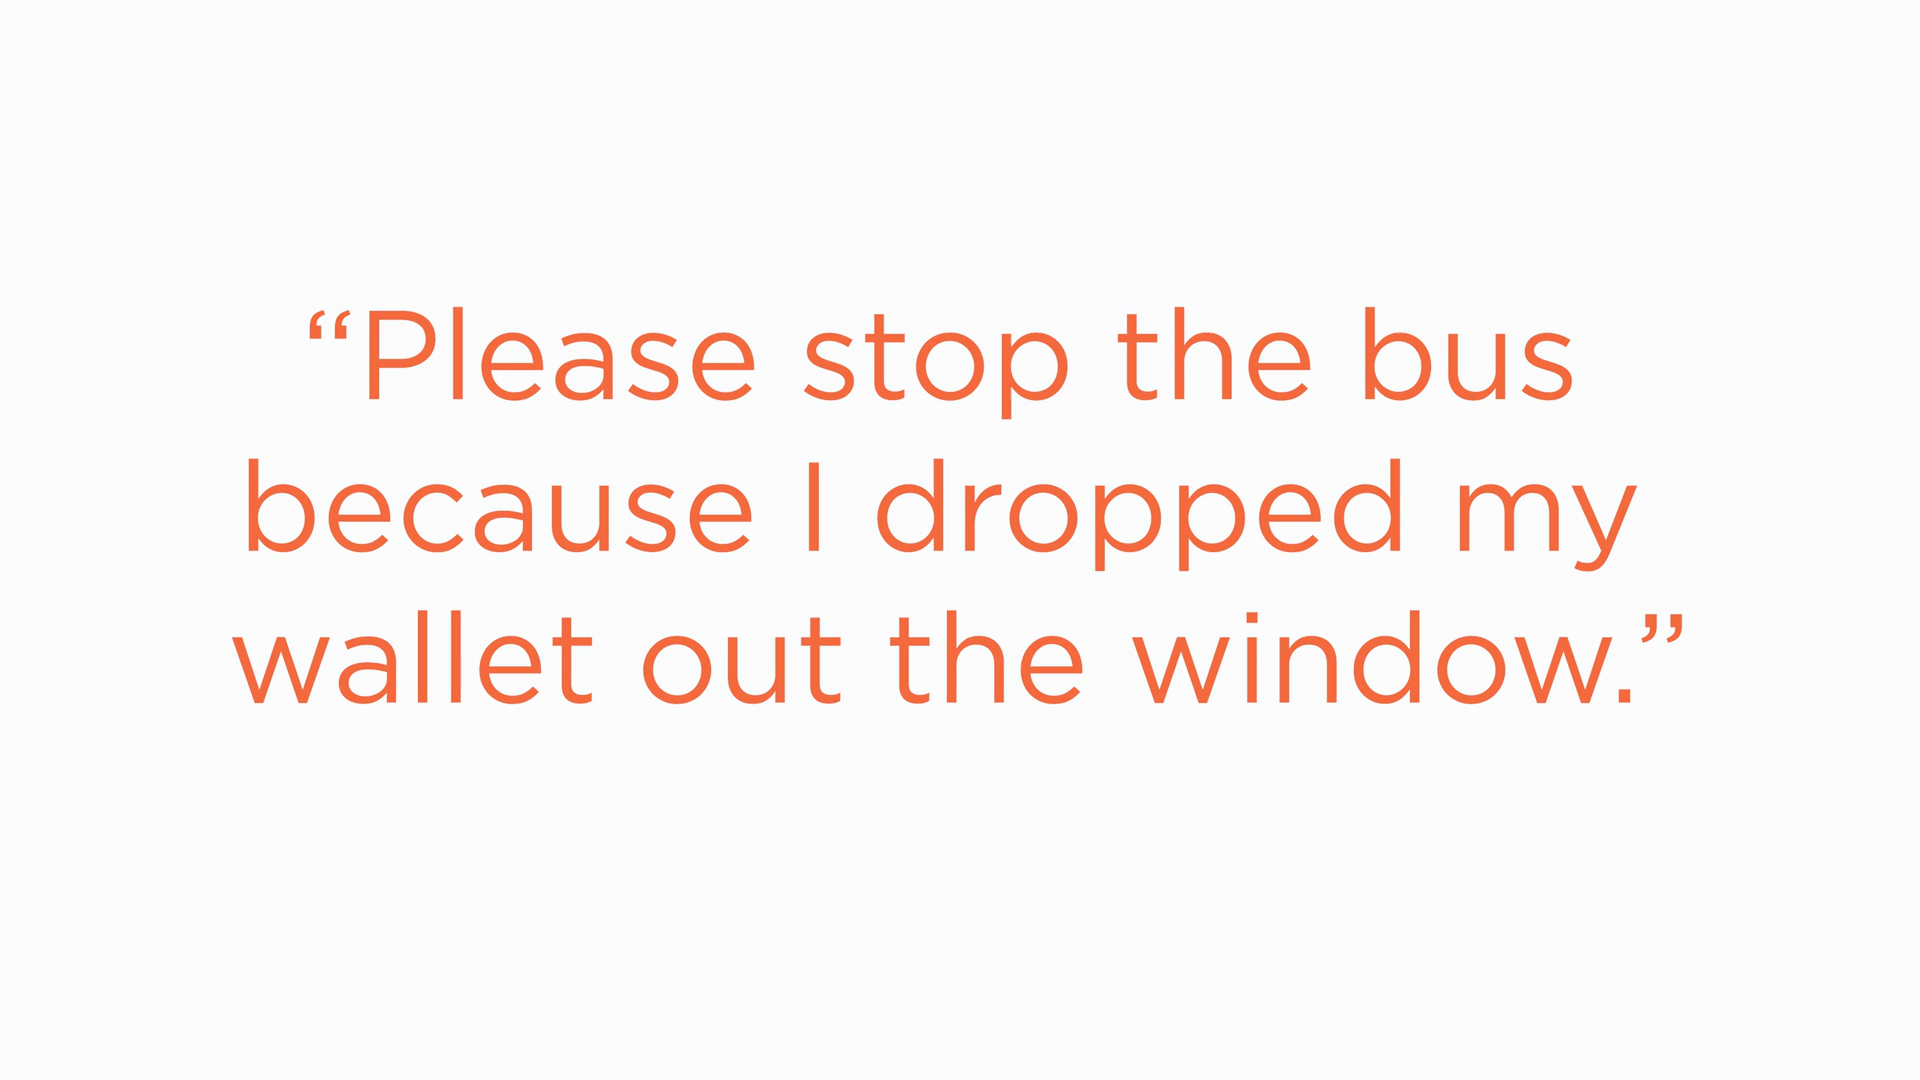 “Please stop the bus
because I dropped my
wallet out the window.”